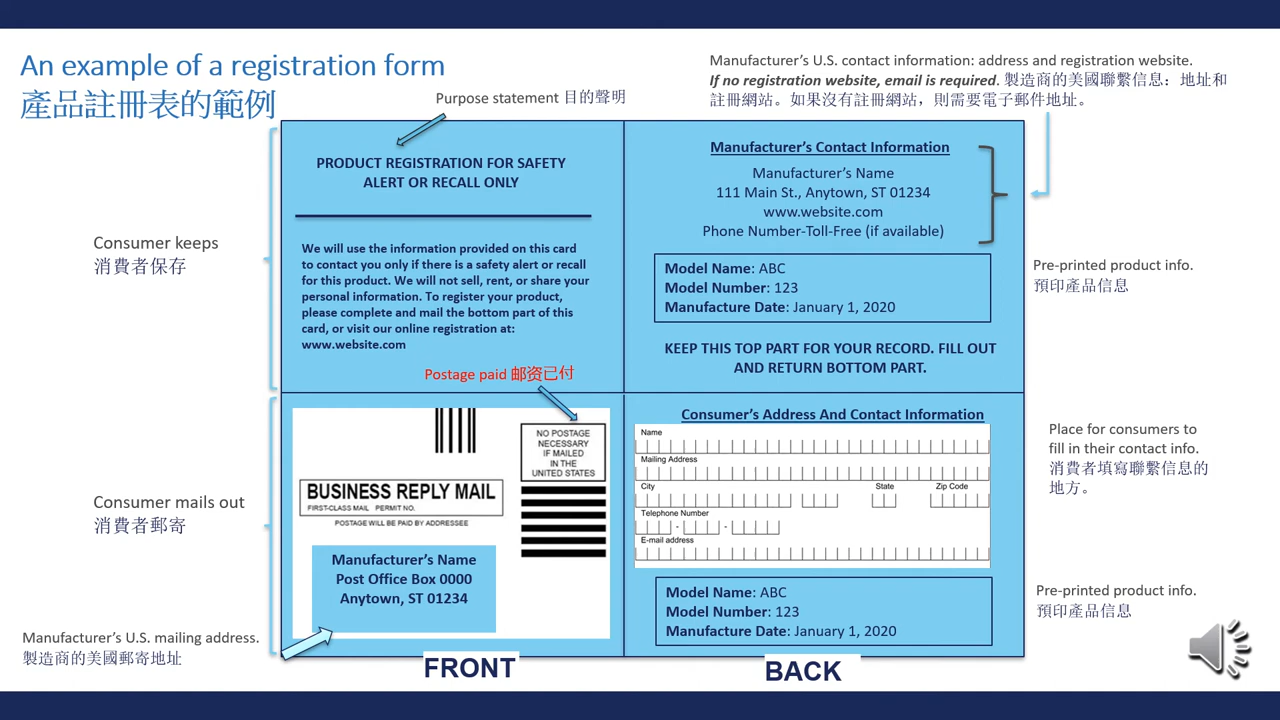 An example of a registration form
產品註冊表的範例
Purpose statement 目的聲明
Manufacturer's U.S. contact information: address and registration website.
If no registration website, email is required. 製造商的美國聯繫信息：地址和
註冊網站。如果沒有註冊網站，則需要電子郵件地址。
Consumer keeps
消費者保存
PRODUCT REGISTRATION FOR SAFETY
ALERT OR RECALL ONLY
We will use the information provided on this card
to contact you only if there is a safety alert or recall
for this product. We will not sell, rent, or share your
personal information. To register your product,
please complete and mail the bottom part of this
card, or visit our online registration at:
www.website.com
Manufacturer's Contact Information
Manufacturer's Name
111 Main St., Anytown, ST 01234
www.website.com
Phone Number-Toll-Free (if available)
Model Name: ABC
Model Number: 123
Manufacture Date: January 1, 2020
Pre-printed product info.
預印產品信息
KEEP THIS TOP PART FOR YOUR RECORD. FILL OUT
AND RETURN BOTTOM PART.
Postage paid 邮资已付
Consumer mails out
消費者郵寄
NO POSTAGE
NECESSARY
IF MAILED
IN THE
UNITED STATES
BUSINESS REPLY MAIL
FIRST-CLASS MAIL PERMIT NO.
POSTAGE WILL BE PAID BY ADDRESSEE
Manufacturer's Name
Post Office Box 0000
Anytown, ST 01234
Manufacturer's U.S. mailing address.
製造商的美國郵寄地址
Consumer's Address And Contact Information
Name
Mailing Address
City State Zip Code
Telephone Number
- -
E-mail address
Place for consumers to
fill in their contact info.
消費者填寫聯繫信息的
地方。
Model Name: ABC
Model Number: 123
Manufacture Date: January 1, 2020
Pre-printed product info.
預印產品信息
FRONT
BACK